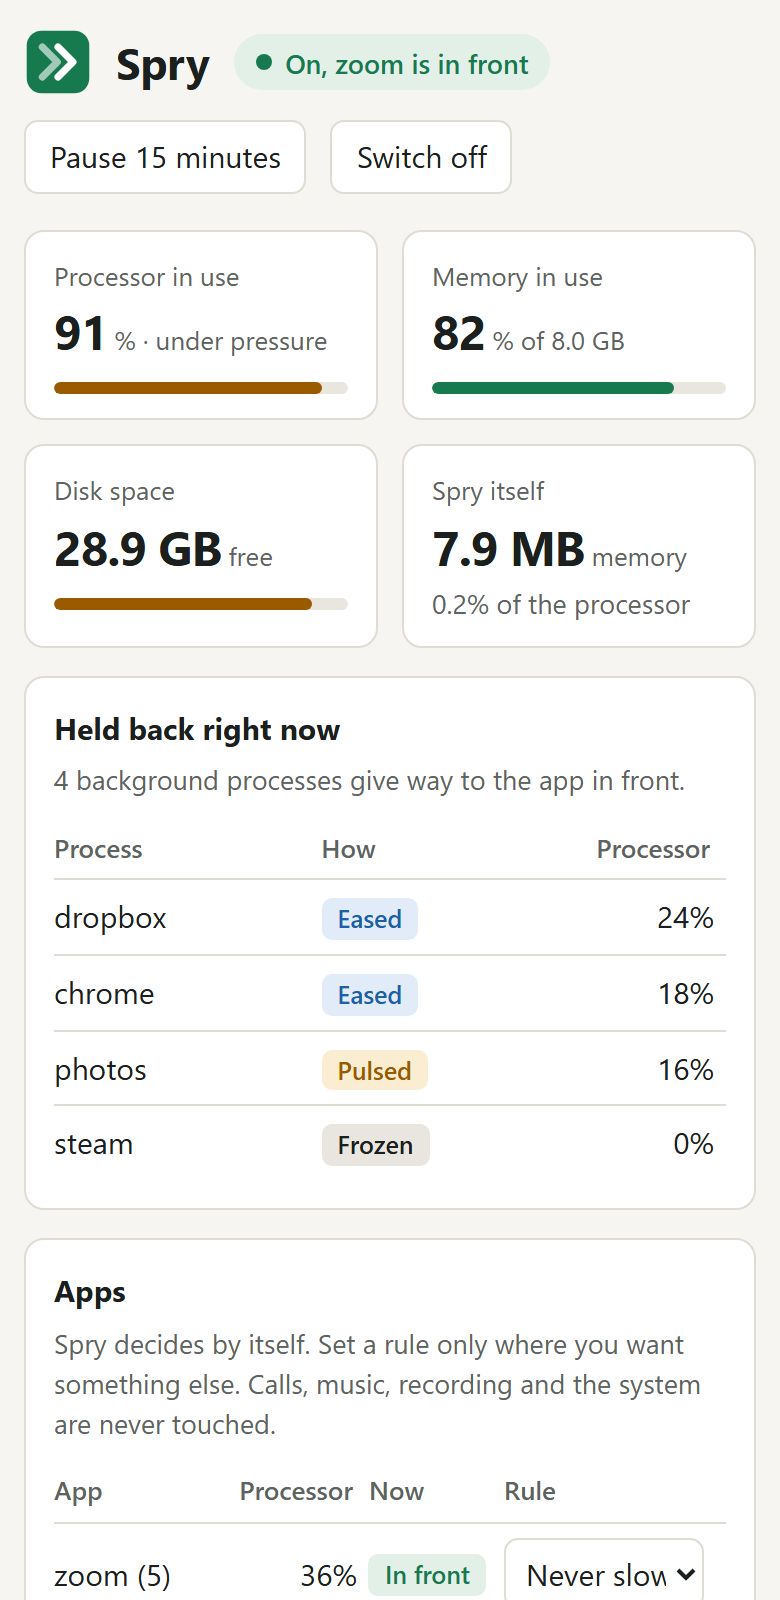 Spry
On, zoom is in front
Pause 15 minutes
Switch off
Processor in use
91 % · under pressure
Memory in use
82 % of 8.0 GB
Disk space
28.9 GB free
Spry itself
7.9 MB memory
0.2% of the processor
Held back right now
4 background processes give way to the app in front.
Process How Processor
dropbox Eased 24%
chrome Eased 18%
photos Pulsed 16%
steam Frozen 0%
Apps
Spry decides by itself. Set a rule only where you want
something else. Calls, music, recording and the system
are never touched.
App Processor Now Rule
zoom (5) 36% In front Never slow